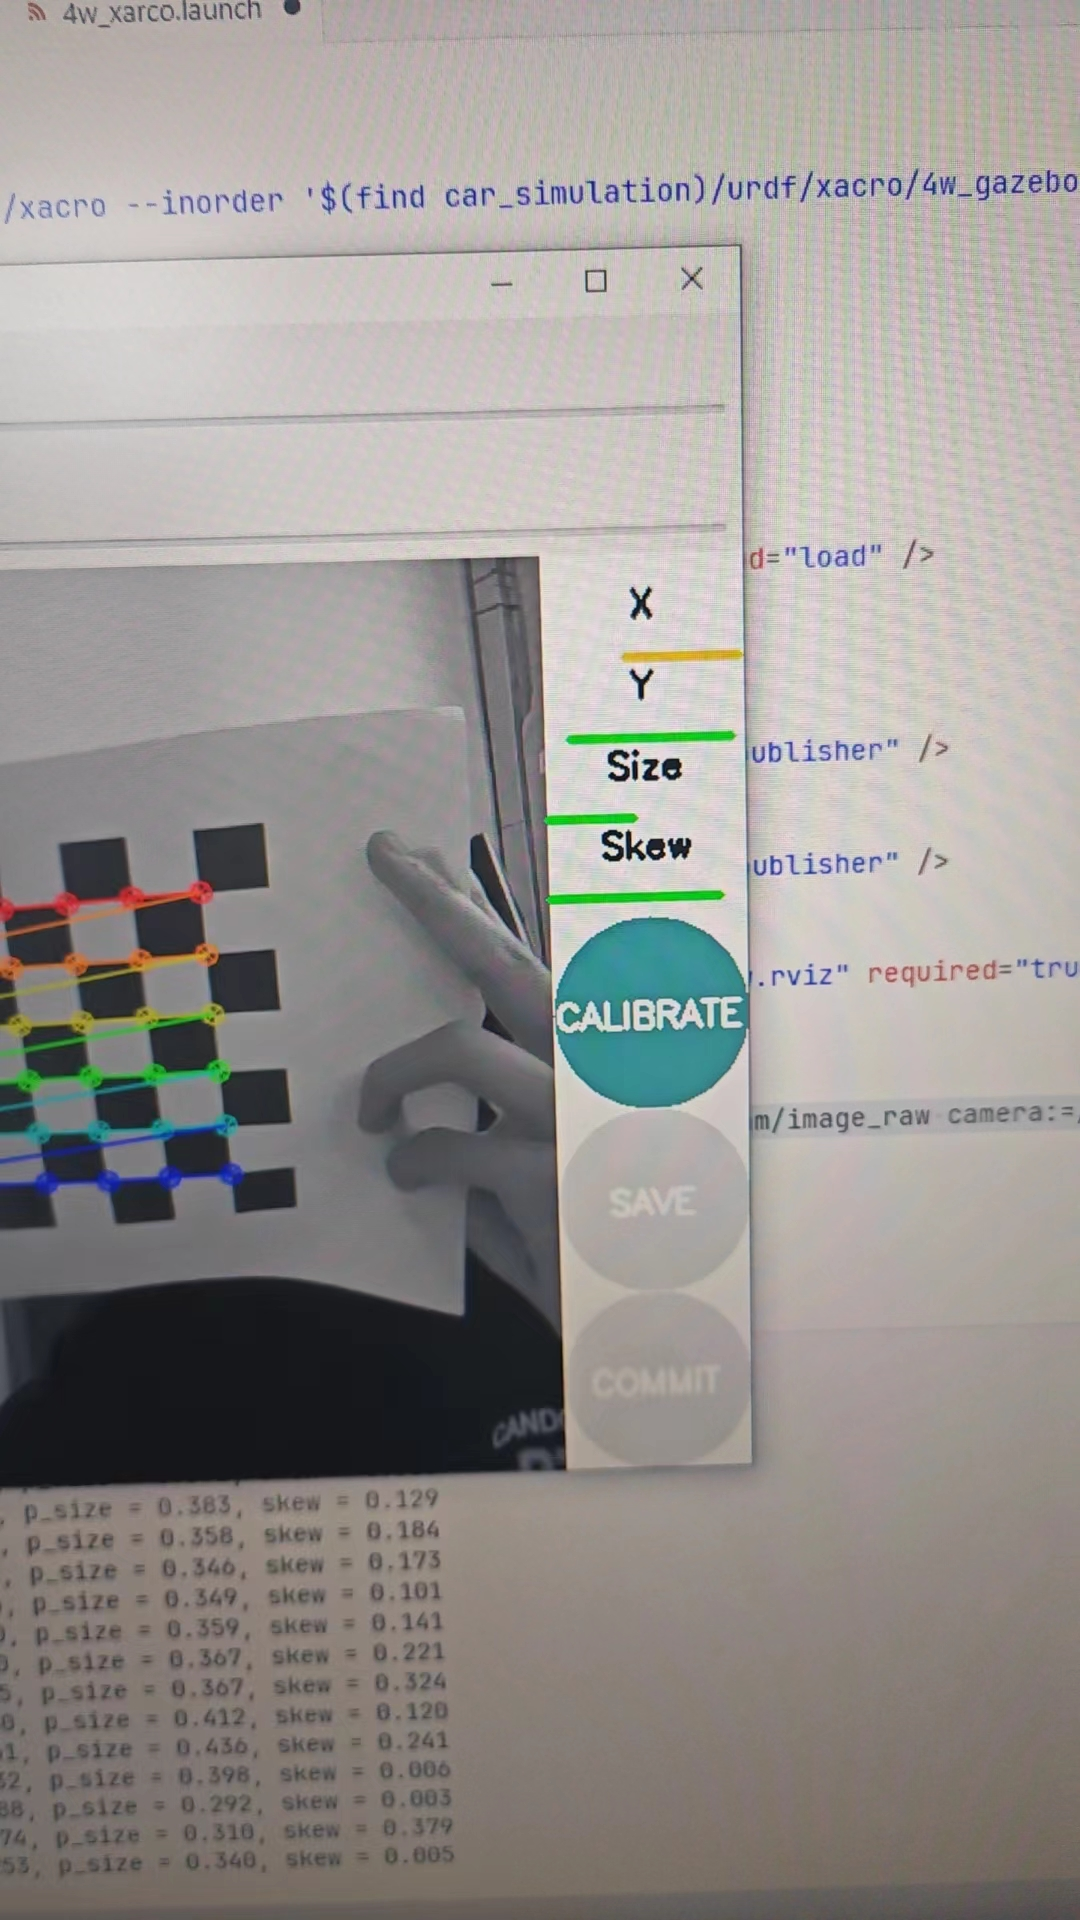 4w_xarco.launch
/xacro --inorder '$(find car_simulation)/urdf/xacro/4w_gazebo
d="load" />
X
Y
ublisher" />
Size
Skew
ublisher" />
.rviz" required="tru
CALIBRATE
m/image_raw camera:=/
SAVE
COMMIT
CAND
, p_size = 0.383, skew = 0.129
, p_size = 0.358, skew = 0.184
, p_size = 0.346, skew = 0.173
, p_size = 0.349, skew = 0.101
, p_size = 0.359, skew = 0.141
, p_size = 0.367, skew = 0.221
5, p_size = 0.367, skew = 0.324
0, p_size = 0.412, skew = 0.120
1, p_size = 0.436, skew = 0.241
32, p_size = 0.398, skew = 0.006
88, p_size = 0.292, skew = 0.003
74, p_size = 0.310, skew = 0.379
53, p_size = 0.340, skew = 0.005